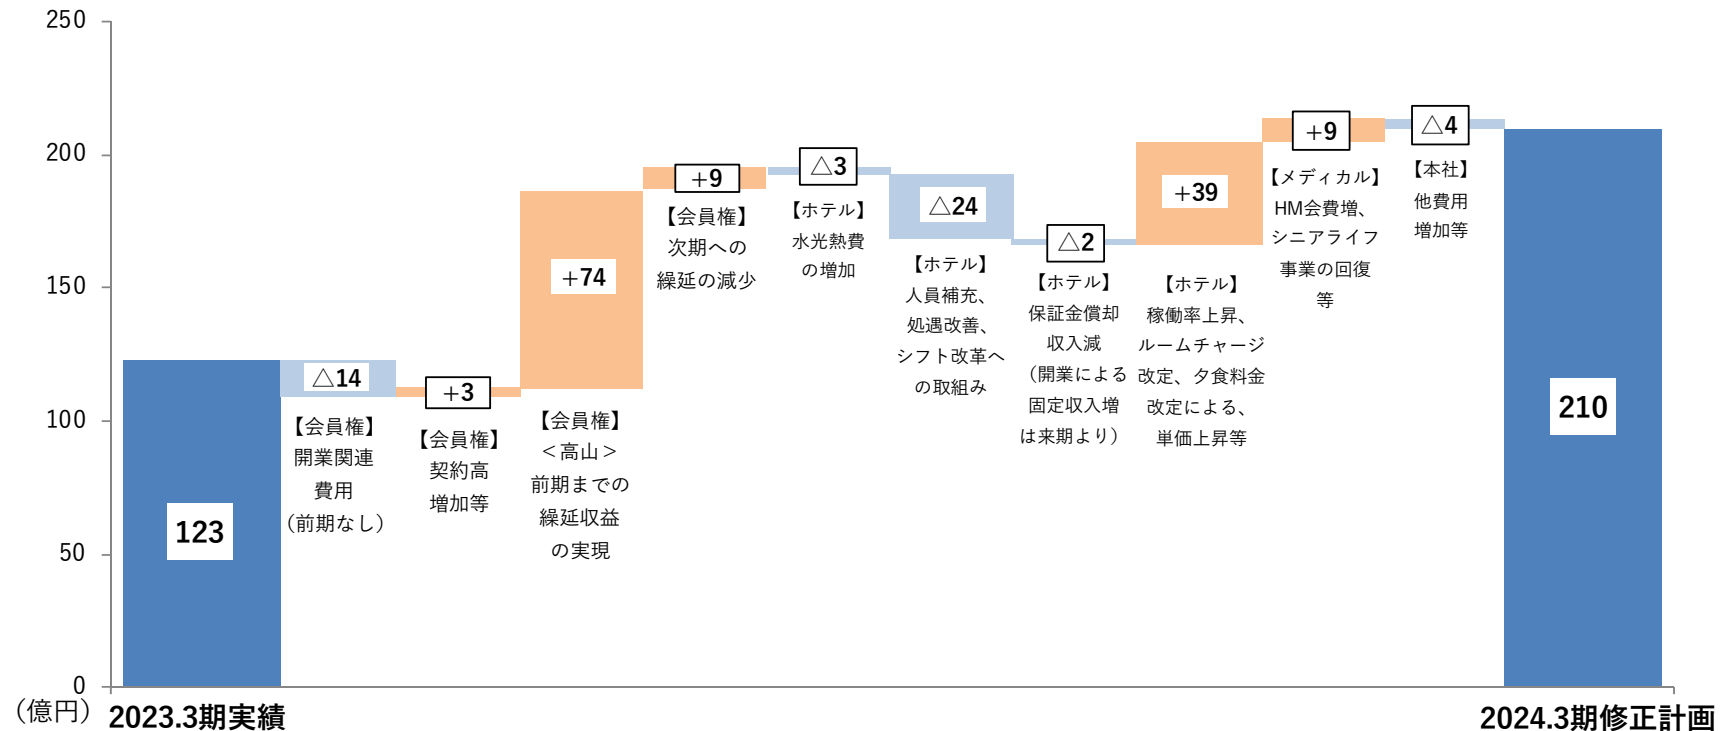 250
200
150
100
50
0
（億円）
123
2023.3期実績
△14
【会員権】
開業関連
費用
（前期なし）
+3
【会員権】
契約高
増加等
+74
【会員権】
＜高山＞
前期までの
繰延収益
の実現
+9
【会員権】
次期への
繰延の減少
△3
【ホテル】
水光熱費
の増加
△24
【ホテル】
人員補充、
処遇改善、
シフト改革へ
の取組み
△2
【ホテル】
保証金償却
収入減
（開業による
固定収入増
は来期より）
+39
【ホテル】
稼働率上昇、
ルームチャージ
改定、夕食料金
改定による、
単価上昇等
+9
【メディカル】
HM会費増、
シニアライフ
事業の回復
等
△4
【本社】
他費用
増加等
210
2024.3期修正計画